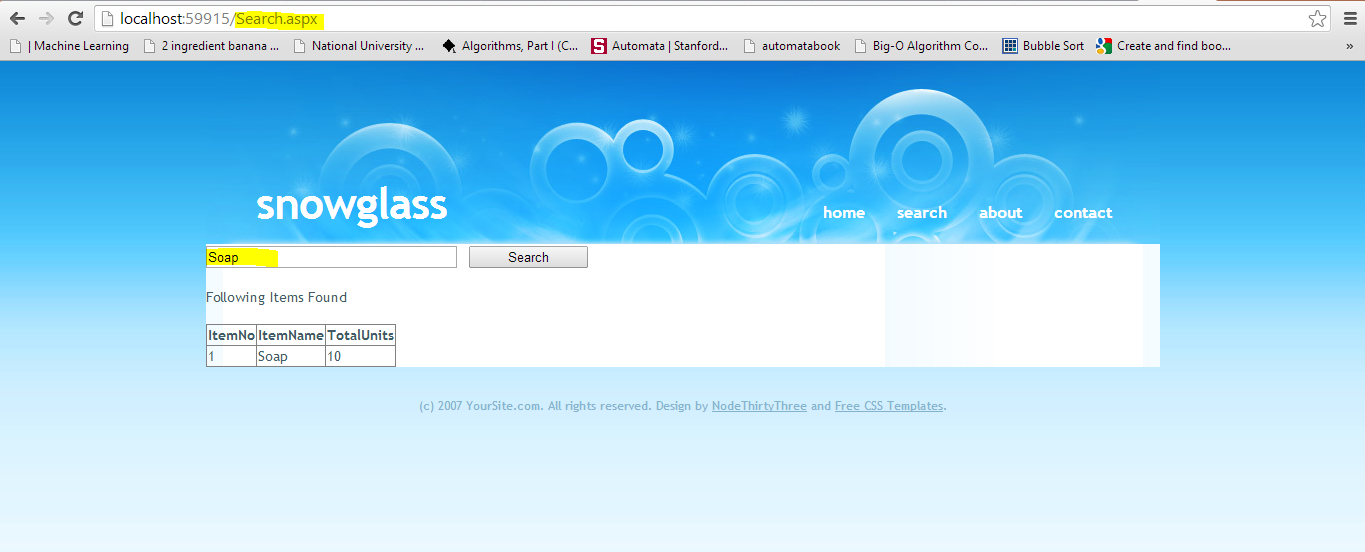 localhost:59915/Search.aspx
| Machine Learning 2 ingredient banana ... National University ... Algorithms, Part I (C... S Automata | Stanford... automatabook Big-O Algorithm Co... Bubble Sort Create and find boo... »
snowglass
home search about contact
Soap Search
Following Items Found
ItemNo ItemName TotalUnits
1 Soap 10
(c) 2007 YourSite.com. All rights reserved. Design by NodeThirtyThree and Free CSS Templates.